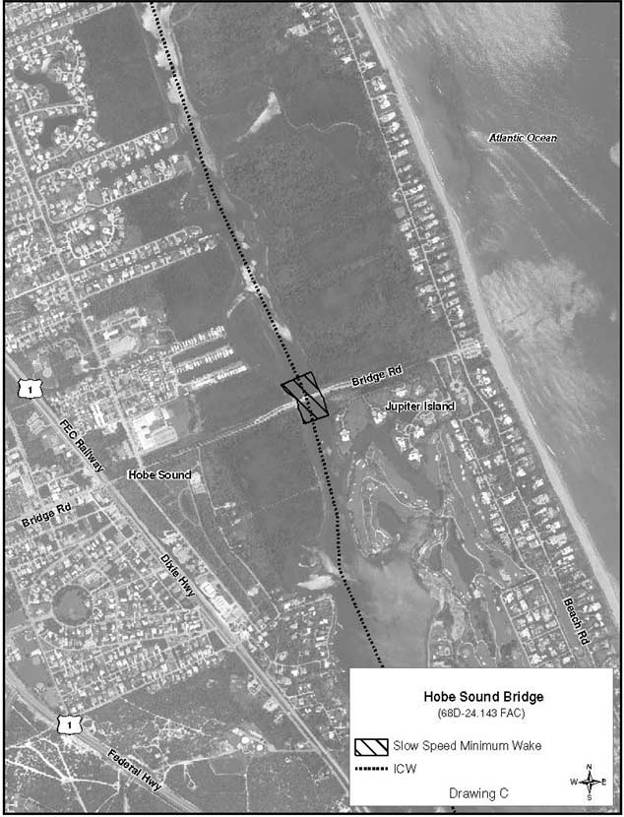 Atlantic Ocean
1
Bridge Rd
Jupiter Island
FEC Railway
Hobe Sound
Bridge Rd
Dixie Hwy
Beach Rd
1
Federal Hwy
Hobe Sound Bridge
(68D-24.143 FAC)
Slow Speed Minimum Wake
ICW
N
W E
S
Drawing C